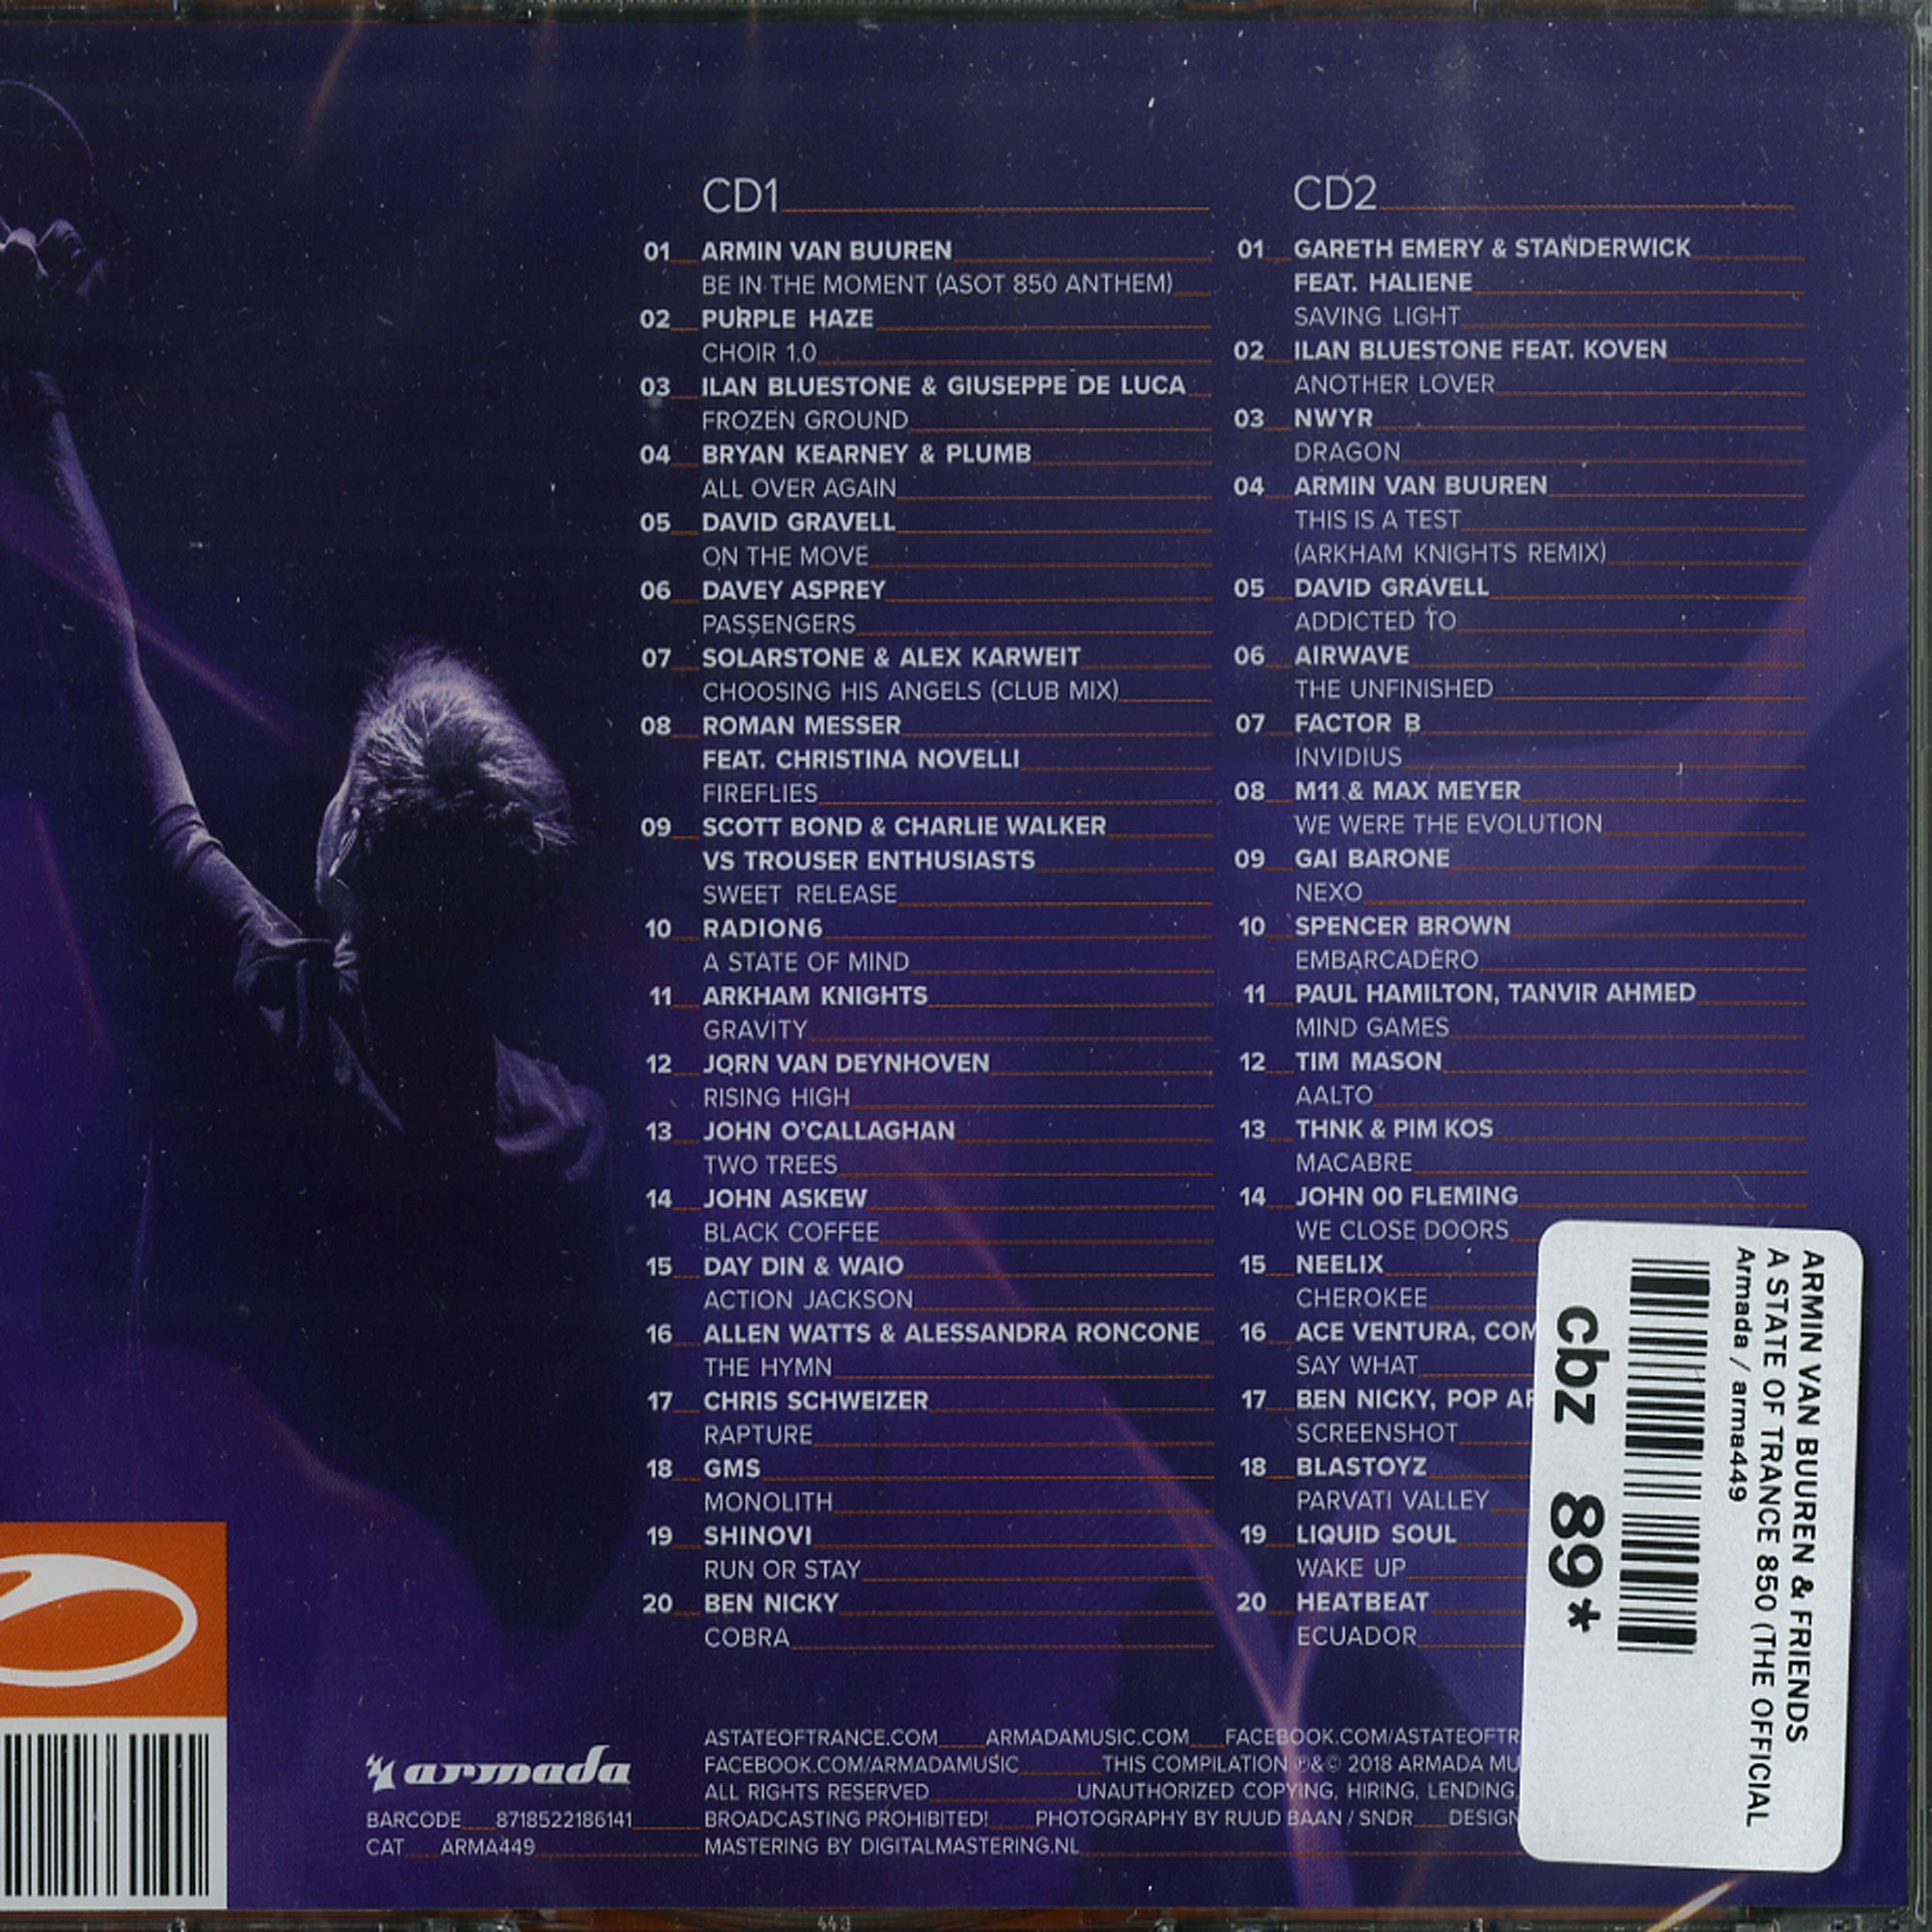 CD1
01 ARMIN VAN BUUREN
BE IN THE MOMENT (ASOT 850 ANTHEM)
02 PURPLE HAZE
CHOIR 1.0
03 ILAN BLUESTONE & GIUSEPPE DE LUCA
FROZEN GROUND
04 BRYAN KEARNEY & PLUMB
ALL OVER AGAIN
05 DAVID GRAVELL
ON THE MOVE
06 DAVEY ASPREY
PASSENGERS
07 SOLARSTONE & ALEX KARWEIT
CHOOSING HIS ANGELS (CLUB MIX)
08 ROMAN MESSER
FEAT. CHRISTINA NOVELLI
FIREFLIES
09 SCOTT BOND & CHARLIE WALKER
VS TROUSER ENTHUSIASTS
SWEET RELEASE
10 RADION6
A STATE OF MIND
11 ARKHAM KNIGHTS
GRAVITY
12 JORN VAN DEYNHOVEN
RISING HIGH
13 JOHN O'CALLAGHAN
TWO TREES
14 JOHN ASKEW
BLACK COFFEE
15 DAY DIN & WAIO
ACTION JACKSON
16 ALLEN WATTS & ALESSANDRA RONCONE
THE HYMN
17 CHRIS SCHWEIZER
RAPTURE
18 GMS
MONOLITH
19 SHINOVI
RUN OR STAY
20 BEN NICKY
COBRA
CD2
01 GARETH EMERY & STANDERWICK
FEAT. HALIENE
SAVING LIGHT
02 ILAN BLUESTONE FEAT. KOVEN
ANOTHER LOVER
03 NWYR
DRAGON
04 ARMIN VAN BUUREN
THIS IS A TEST
(ARKHAM KNIGHTS REMIX)
05 DAVID GRAVELL
ADDICTED TO
06 AIRWAVE
THE UNFINISHED
07 FACTOR B
INVIDIUS
08 M11 & MAX MEYER
WE WERE THE EVOLUTION
09 GAI BARONE
NEXO
10 SPENCER BROWN
EMBARCADERO
11 PAUL HAMILTON, TANVIR AHMED
MIND GAMES
12 TIM MASON
AALTO
13 THNK & PIM KOS
MACABRE
14 JOHN 00 FLEMING
WE CLOSE DOORS
15 NEELIX
CHEROKEE
16 ACE VENTURA,
SAY WHAT
17 BEN NICKY, POP
SCREENSHOT
18 BLASTOYZ
PARVATI VALLEY
19 LIQUID SOUL
WAKE UP
20 HEATBEAT
ECUADOR
ARMIN VAN BUUREN & FRIENDS
A STATE OF TRANCE 850 (THE OFFICIAL
Armada / arma449
cbz 89*
armada
BARCODE 8718522186141
CAT ARMA449
ASTATEOFTRANCE.COM ARMADAMUSIC.COM FACEBOOK.COM/ASTATEOFTR
FACEBOOK.COM/ARMADAMUSIC THIS COMPILATION ℗&© 2018 ARMADA MU
ALL RIGHTS RESERVED UNAUTHORIZED COPYING, HIRING, LENDING,
BROADCASTING PROHIBITED! PHOTOGRAPHY BY RUUD BAAN / SNDR DESIGN
MASTERING BY DIGITALMASTERING.NL